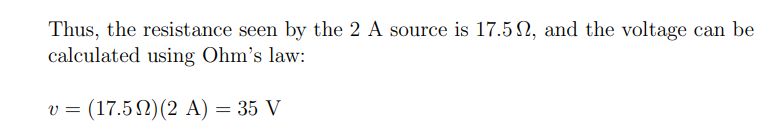 Thus, the resistance seen by the 2 A source is 17.5 Ω, and the voltage can be
calculated using Ohm's law:
v = (17.5 Ω)(2 A) = 35 V